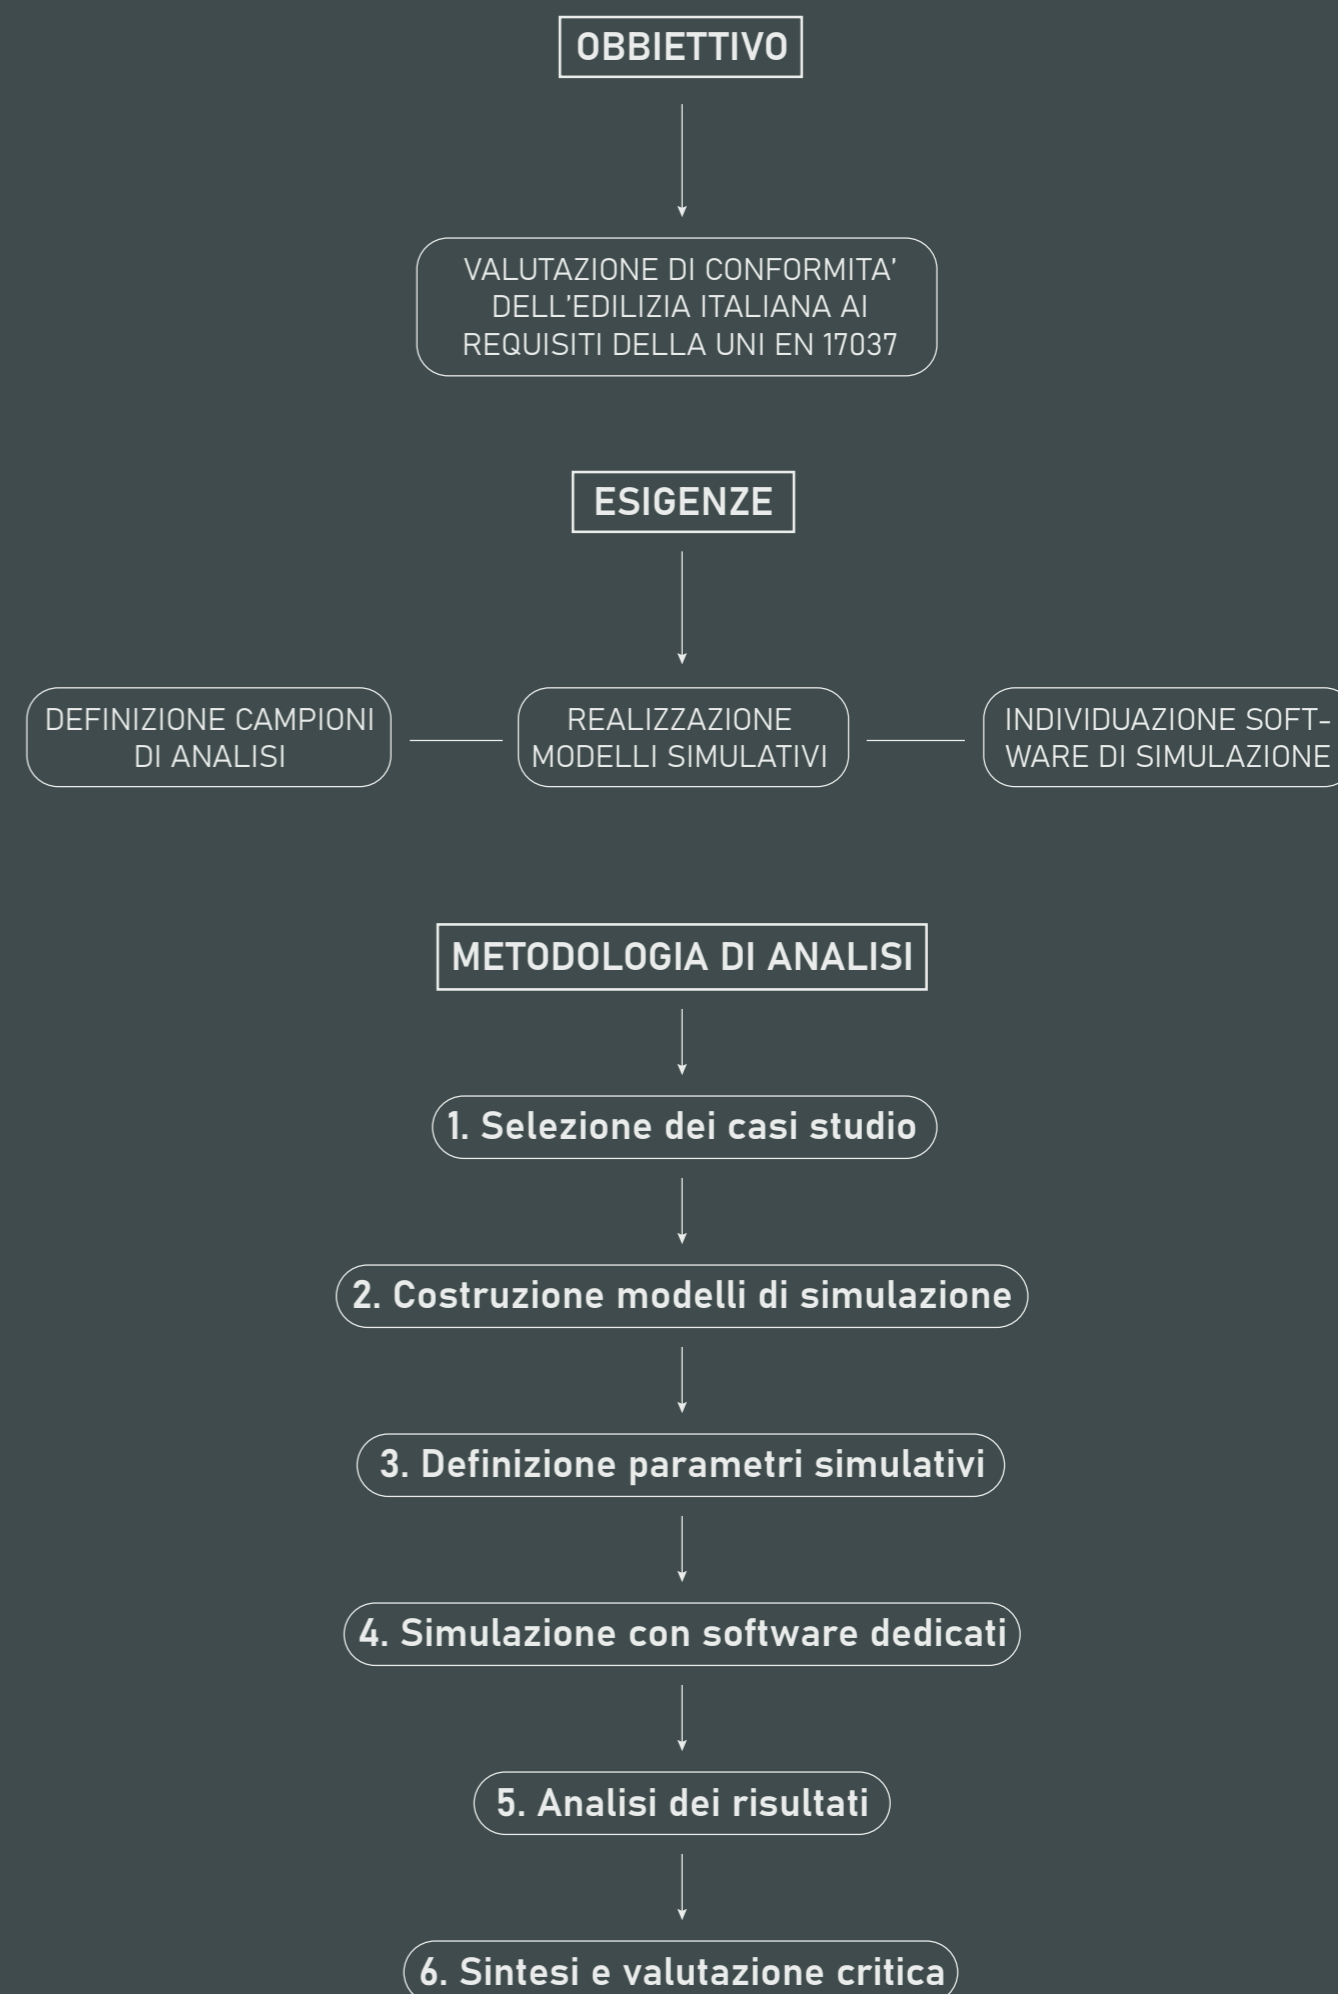 OBBIETTIVO
VALUTAZIONE DI CONFORMITA'
DELL'EDILIZIA ITALIANA AI
REQUISITI DELLA UNI EN 17037
ESIGENZE
DEFINIZIONE CAMPIONI
DI ANALISI
REALIZZAZIONE
MODELLI SIMULATIVI
INDIVIDUAZIONE SOFT-
WARE DI SIMULAZIONE
METODOLOGIA DI ANALISI
1. Selezione dei casi studio
2. Costruzione modelli di simulazione
3. Definizione parametri simulativi
4. Simulazione con software dedicati
5. Analisi dei risultati
6. Sintesi e valutazione critica